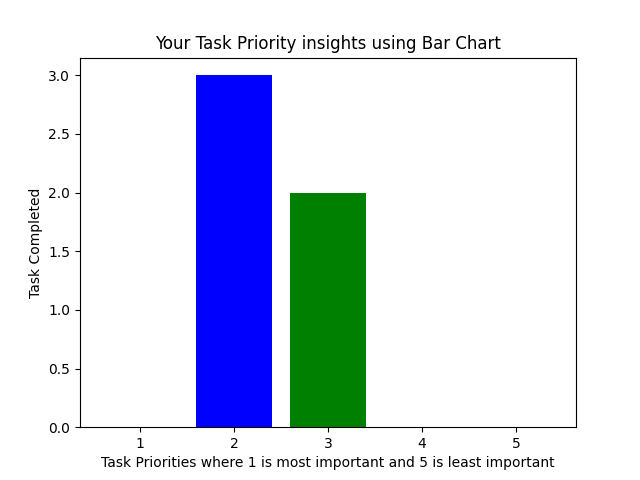 Your Task Priority insights using Bar Chart
3.0
2.5
2.0
1.5
1.0
0.5
0.0
Task Completed
1 2 3 4 5
Task Priorities where 1 is most important and 5 is least important